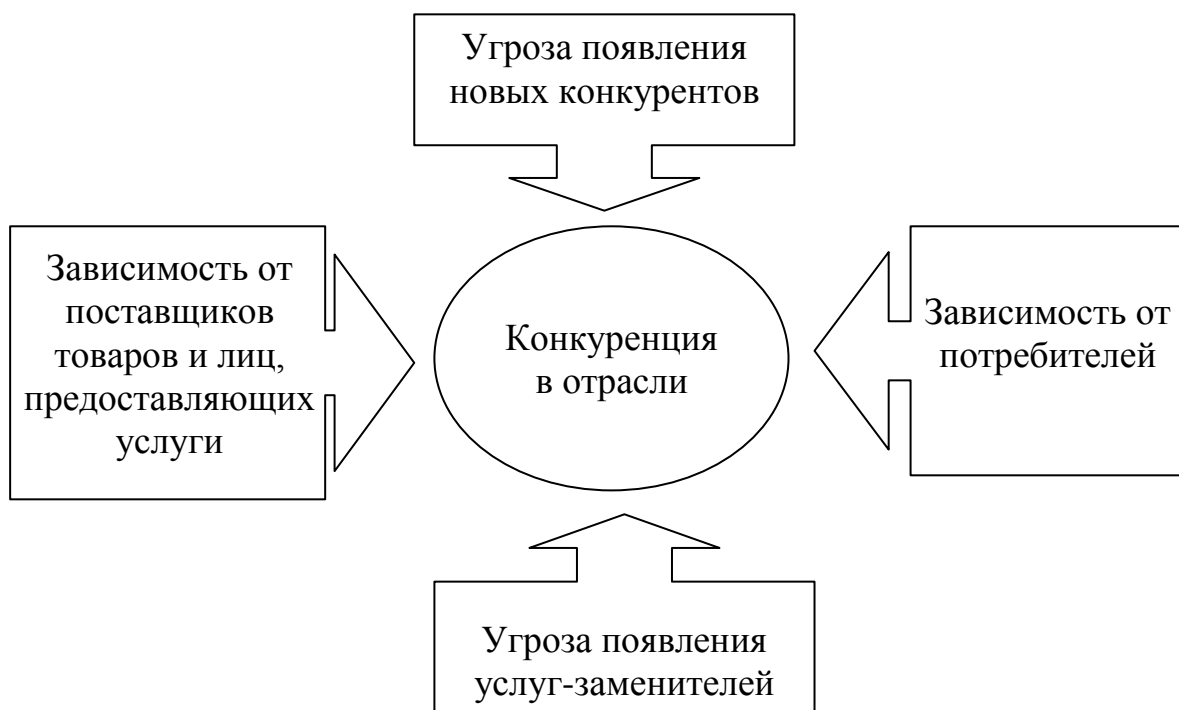 Угроза появления
новых конкурентов
Зависимость от
поставщиков
товаров и лиц,
предоставляющих
услуги
Конкуренция
в отрасли
Зависимость от
потребителей
Угроза появления
услуг-заменителей